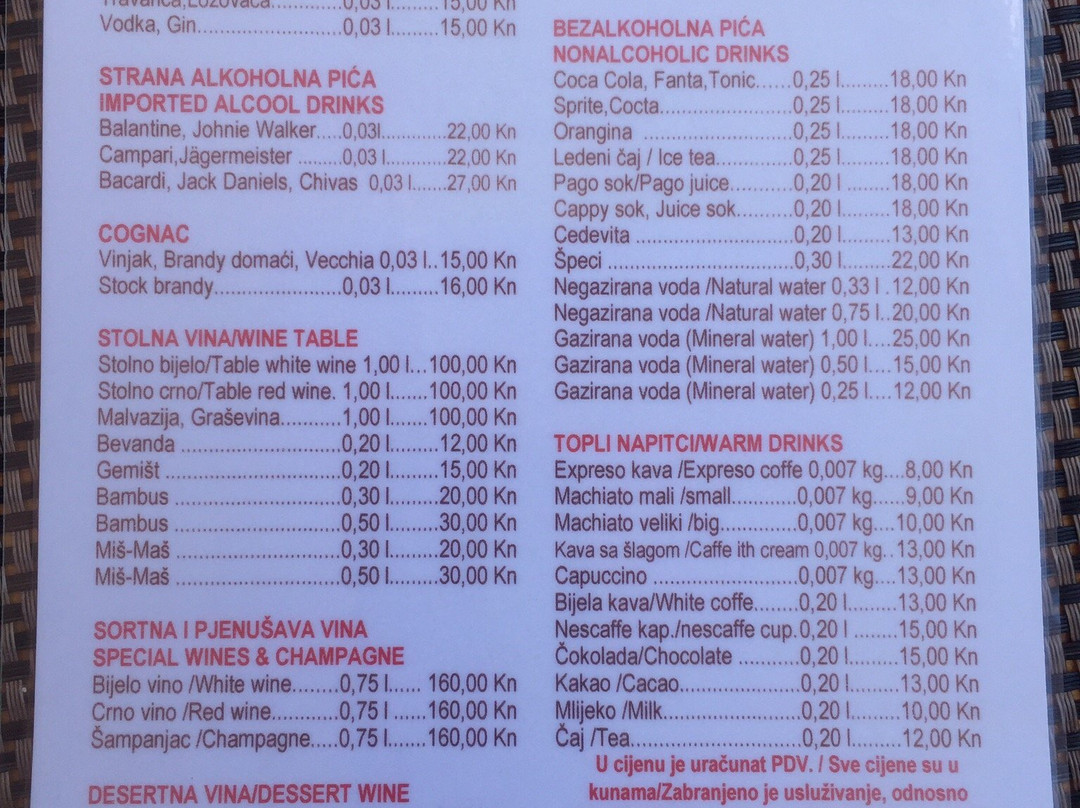 Travarica,Lozovača...............0,03 l.........15,00 Kn
Vodka, Gin.........................0,03 l.........15,00 Kn
STRANA ALKOHOLNA PIĆA
IMPORTED ALCOOL DRINKS
Balantine, Johnie Walker.....0,03l............22,00 Kn
Campari,Jägermeister ........0,03 l...........22,00 Kn
Bacardi, Jack Daniels, Chivas 0,03 l......27,00 Kn
COGNAC
Vinjak, Brandy domaći, Vecchia 0,03 l..15,00 Kn
Stock brandy......................0,03 l.........16,00 Kn
STOLNA VINA/WINE TABLE
Stolno bijelo/Table white wine 1,00 l...100,00 Kn
Stolno crno/Table red wine. 1,00 l.......100,00 Kn
Malvazija, Graševina...........1,00 l.......100,00 Kn
Bevanda ............................0,20 l.........12,00 Kn
Gemišt ...............................0,20 l.........15,00 Kn
Bambus .............................0,30 l.........20,00 Kn
Bambus .............................0,50 l.........30,00 Kn
Miš-Maš .............................0,30 l.........20,00 Kn
Miš-Maš .............................0,50 l.........30,00 Kn
SORTNA I PJENUŠAVA VINA
SPECIAL WINES & CHAMPAGNE
Bijelo vino /White wine........0,75 l...... 160,00 Kn
Crno vino /Red wine............0,75 l ......160,00 Kn
Šampanjac /Champagne.....0,75 l.......160,00 Kn
DESERTNA VINA/DESSERT WINE
BEZALKOHOLNA PIĆA
NONALCOHOLIC DRINKS
Coca Cola, Fanta,Tonic......0,25 l.........18,00 Kn
Sprite,Cocta.......................0,25 l.........18,00 Kn
Orangina ..........................0,25 l.........18,00 Kn
Ledeni čaj / Ice tea.............0,25 l.........18,00 Kn
Pago sok/Pago juice...........0,20 l ........18,00 Kn
Cappy sok, Juice sok..........0,20 l.........18,00 Kn
Cedevita ...........................0,20 l.........13,00 Kn
Špeci ................................0,30 l.........22,00 Kn
Negazirana voda /Natural water 0,33 l .12,00 Kn
Negazirana voda /Natural water 0,75 l..20,00 Kn
Gazirana voda (Mineral water) 1,00 l....25,00 Kn
Gazirana voda (Mineral water) 0,50 l....15,00 Kn
Gazirana voda (Mineral water) 0,25 l....12,00 Kn
TOPLI NAPITCI/WARM DRINKS
Expreso kava /Expreso coffe 0,007 kg...8,00 Kn
Machiato mali /small...........0,007 kg.....9,00 Kn
Machiato veliki /big.............0,007 kg....10,00 Kn
Kava sa šlagom /Caffe ith cream 0,007 kg..13,00 Kn
Capuccino ........................0,007 kg....13,00 Kn
Bijela kava/White coffe........0,20 l.........13,00 Kn
Nescaffe kap./nescaffe cup.0,20 l ........15,00 Kn
Čokolada/Chocolate ..........0,20 l.........15,00 Kn
Kakao /Cacao....................0,20 l.........13,00 Kn
Mlijeko /Milk.......................0,20 l.........10,00 Kn
Čaj /Tea.............................0,20 l.........12,00 Kn
U cijenu je uračunat PDV. / Sve cijene su u
kunama/Zabranjeno je usluživanje, odnosno